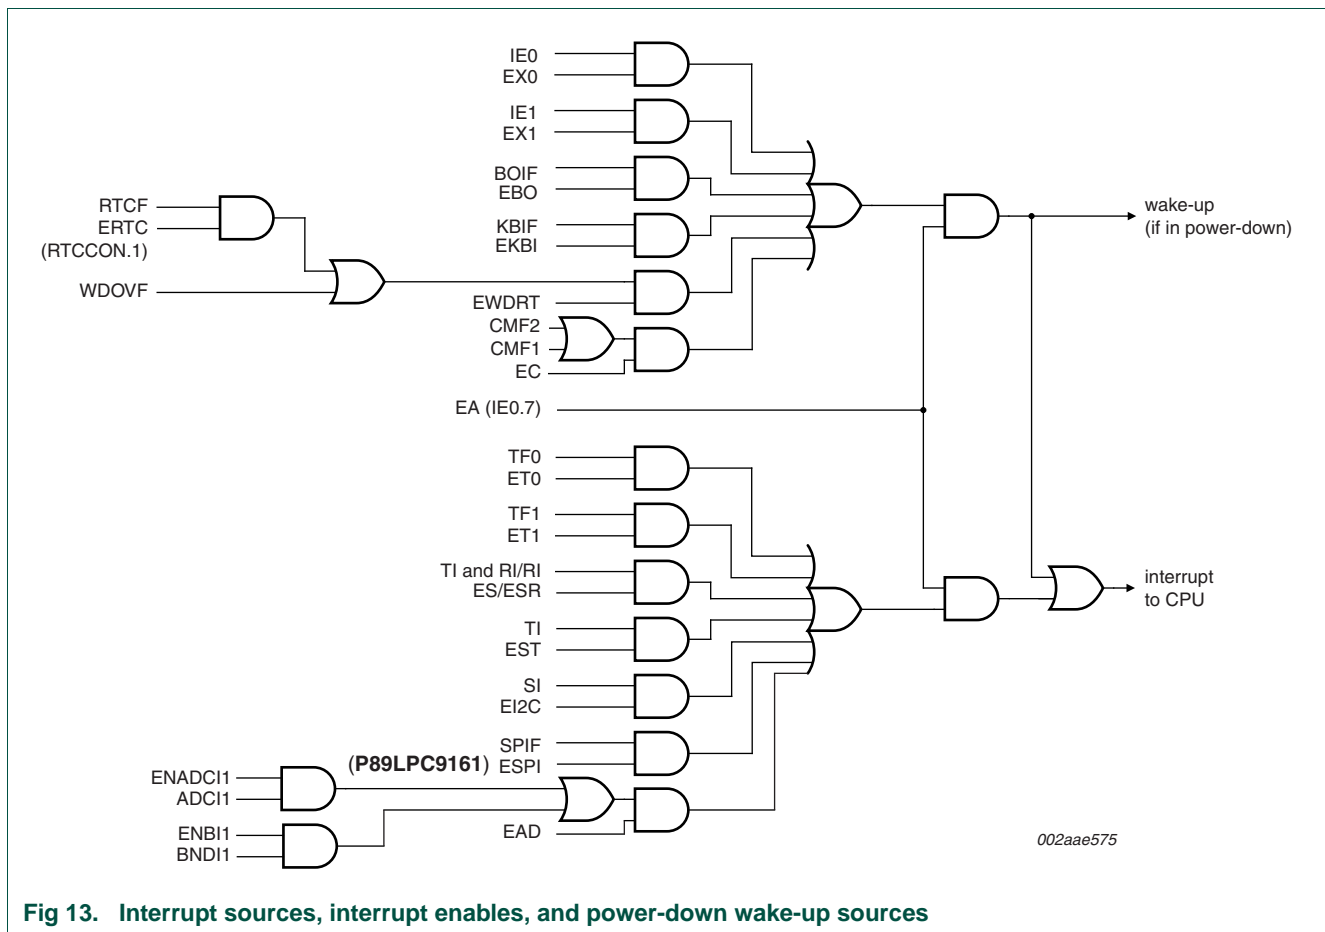 IE0
EX0
IE1
EX1
BOIF
EBO
RTCF
ERTC
(RTCCON.1)
WDOVF
KBIF
EKBI
EWDRT
CMF2
CMF1
EC
wake-up
(if in power-down)
EA (IE0.7)
TF0
ET0
TF1
ET1
TI and RI/RI
ES/ESR
TI
EST
interrupt
to CPU
SI
EI2C
SPIF
(P89LPC9161) ESPI
ENADCI1
ADCI1
ENBI1
BNDI1
EAD
002aae575
Fig 13. Interrupt sources, interrupt enables, and power-down wake-up sources